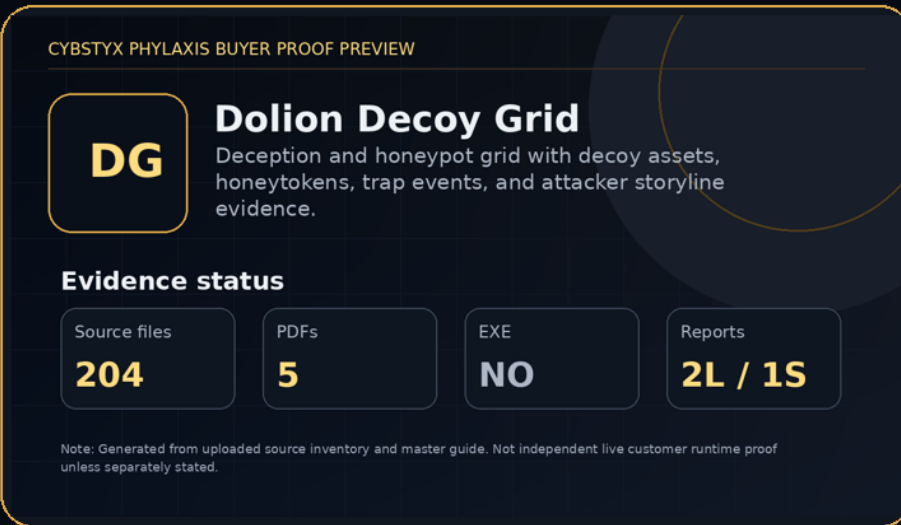 CYBSTYX PHYLAXIS BUYER PROOF PREVIEW
DG
Dolion Decoy Grid
Deception and honeypot grid with decoy assets,
honeytokens, trap events, and attacker storyline
evidence.
Evidence status
Source files
204
PDFs
5
EXE
NO
Reports
2L / 1S
Note: Generated from uploaded source inventory and master guide. Not independent live customer runtime proof
unless separately stated.